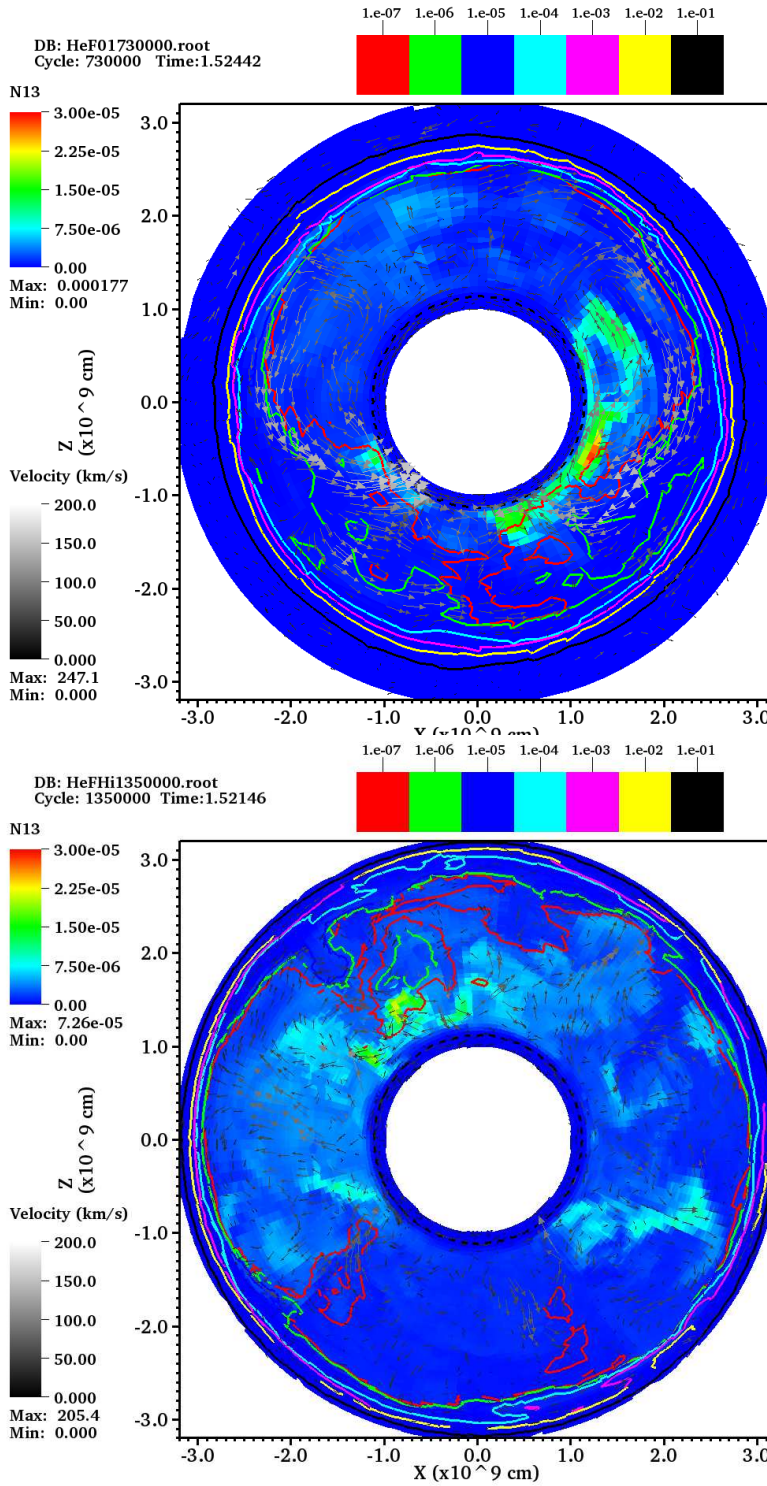 1.e-07 1.e-06 1.e-05 1.e-04 1.e-03 1.e-02 1.e-01
DB: HeF01730000.root
Cycle: 730000 Time:1.52442
N13
3.00e-05
2.25e-05
7.50e-06
0.00
Max: 0.000177
Min: 0.00
3.0
2.0
1.0
0.0
-1.0
-2.0
-3.0
Z
(x10^9 cm)
Velocity (km/s)
200.0
150.0
100.0
50.00
0.000
Max: 247.1
Min: 0.000
-3.0 -2.0 -1.0 0.0 1.0 2.0 3.0
X (x10^9 cm)
1.e-07 1.e-06 1.e-05 1.e-04 1.e-03 1.e-02 1.e-01
DB: HeFHi1350000.root
Cycle: 1350000 Time:1.52146
N13
3.00e-05
2.25e-05
7.50e-06
0.00
Max: 7.26e-05
Min: 0.00
3.0
2.0
1.0
0.0
-1.0
-2.0
-3.0
Z
(x10^9 cm)
Velocity (km/s)
200.0
150.0
100.0
50.00
0.000
Max: 205.4
Min: 0.000
-3.0 -2.0 -1.0 0.0 1.0 2.0 3.0
X (x10^9 cm)